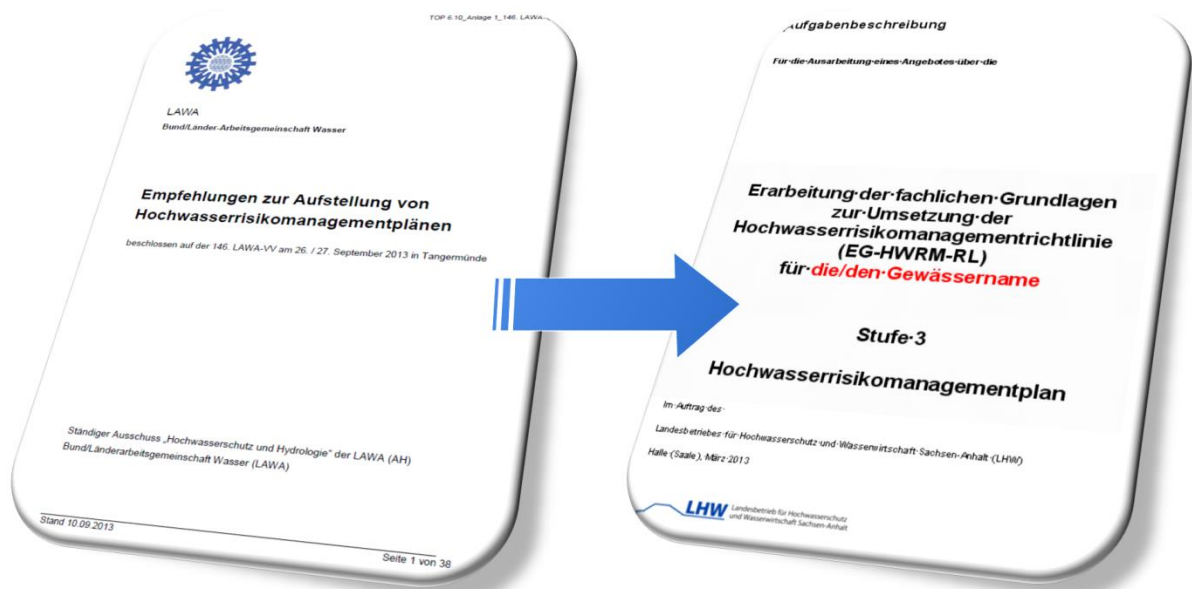 TOP 6.10_Anlage 1_146. LAWA-
LAWA
Bund/Länder-Arbeitsgemeinschaft Wasser
Empfehlungen zur Aufstellung von
Hochwasserrisikomanagementplänen
beschlossen auf der 146. LAWA-VV am 26. / 27. September 2013 in Tangermünde
Ständiger Ausschuss „Hochwasserschutz und Hydrologie" der LAWA (AH)
Bund/Länderarbeitsgemeinschaft Wasser (LAWA)
Stand 10.09.2013
Seite 1 von 38
Aufgabenbeschreibung
Für·die·Ausarbeitung·eines·Angebotes·über·die
Erarbeitung·der·fachlichen·Grundlagen
zur·Umsetzung·der
Hochwasserrisikomanagementrichtlinie
(EG-HWRM-RL)
für·die/den·Gewässername
Stufe·3
Hochwasserrisikomanagementplan
Im·Auftrag·des·
Landesbetriebes·für·Hochwasserschutz·und·Wasserwirtschaft·Sachsen-Anhalt·(LHW)
Halle·(Saale),·März·2013
LHW Landesbetrieb für Hochwasserschutz
und Wasserwirtschaft Sachsen-Anhalt